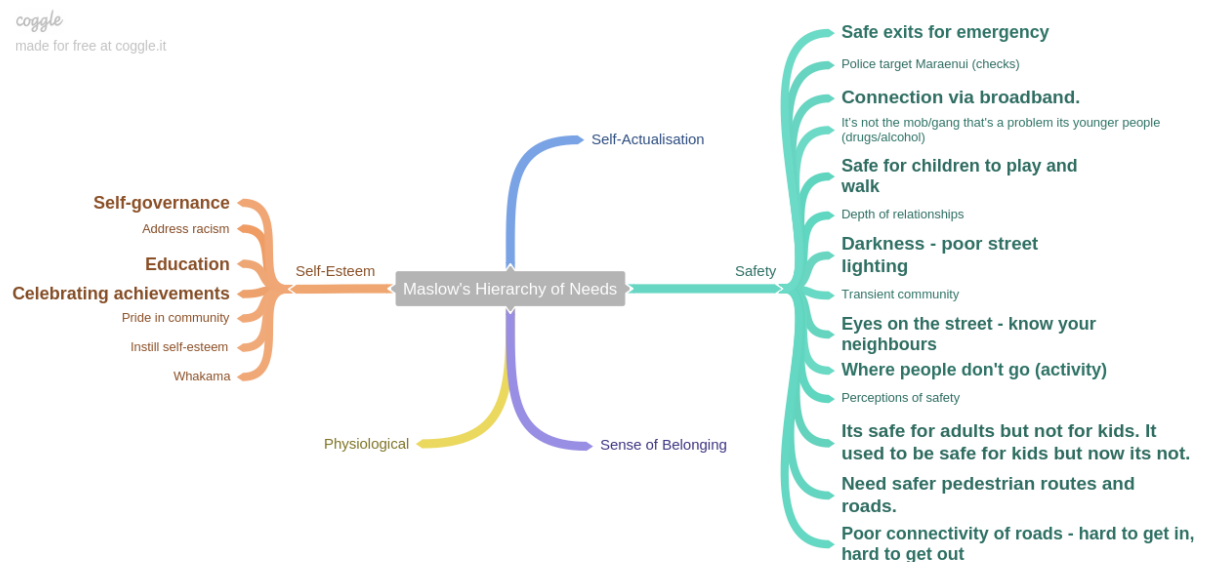 coggle
made for free at coggle.it
Self-governance
Address racism
Education
Celebrating achievements
Pride in community
Instill self-esteem
Whakama
Self-Esteem
Physiological
Maslow's Hierarchy of Needs
Self-Actualisation
Sense of Belonging
Safety
Safe exits for emergency
Police target Maraenui (checks)
Connection via broadband.
It's not the mob/gang that's a problem its younger people
(drugs/alcohol)
Safe for children to play and
walk
Depth of relationships
Darkness - poor street
lighting
Transient community
Eyes on the street - know your
neighbours
Where people don't go (activity)
Perceptions of safety
Its safe for adults but not for kids. It
used to be safe for kids but now its not.
Need safer pedestrian routes and
roads.
Poor connectivity of roads - hard to get in,
hard to get out